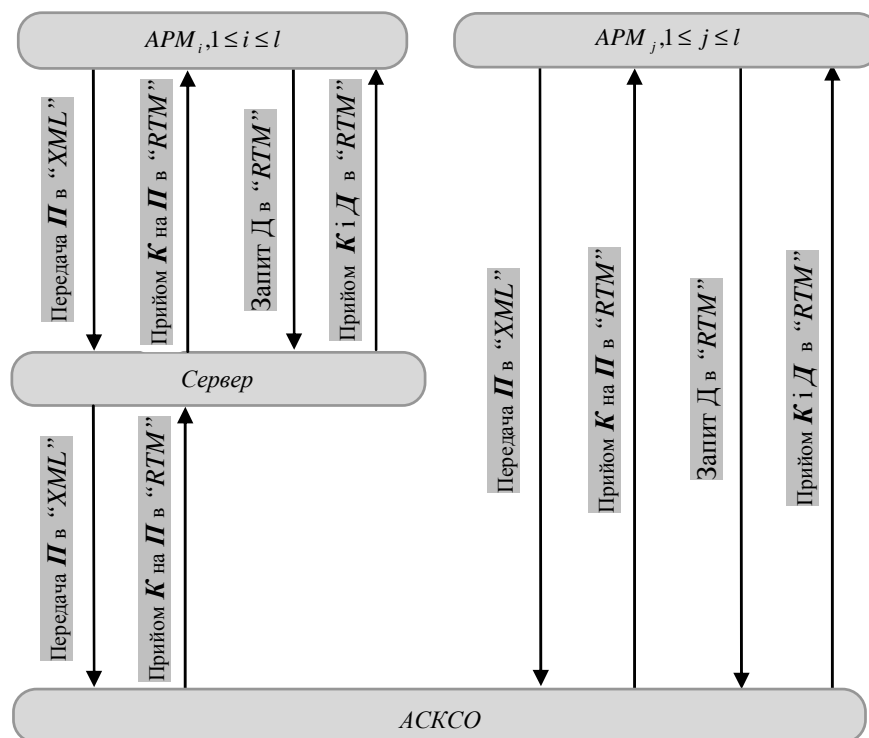 АРМ i ,1 ≤ i ≤ l
АРМ j ,1 ≤ j ≤ l
Передача П в “XML”
Прийом К на П в “RTM”
Запит Д в “RTM”
Прийом К і Д в “RTM”
Сервер
Передача П в “XML”
Прийом К на П в “RTM”
Передача П в “XML”
Прийом К на П в “RTM”
Запит Д в “RTM”
Прийом К і Д в “RTM”
АСКСО